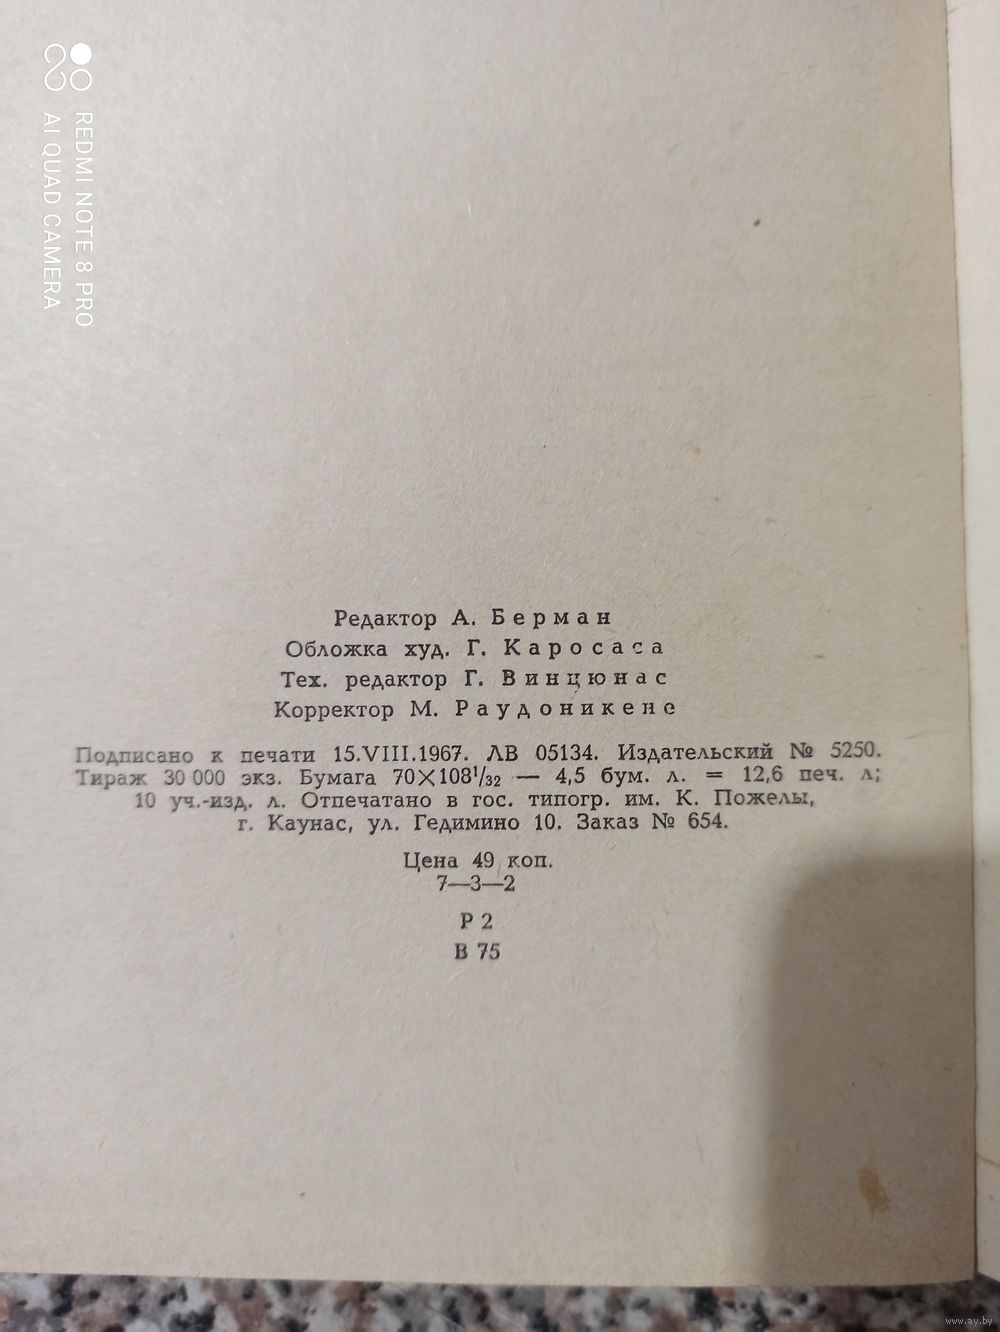 REDMI NOTE 8 PRO
AI QUAD CAMERA
Редактор А. Берман
Обложка худ. Г. Каросаса
Тех. редактор Г. Винцюнас
Корректор М. Раудоникене
Подписано к печати 15.VIII.1967. ЛВ 05134. Издательский № 5250.
Тираж 30 000 экз. Бумага 70×108¹/₃₂ — 4,5 бум. л. = 12,6 печ. л;
10 уч.-изд. л. Отпечатано в гос. типогр. им. К. Пожелы,
г. Каунас, ул. Гедимино 10. Заказ № 654.
Цена 49 коп.
7—3—2
Р 2
В 75
www.ay.by